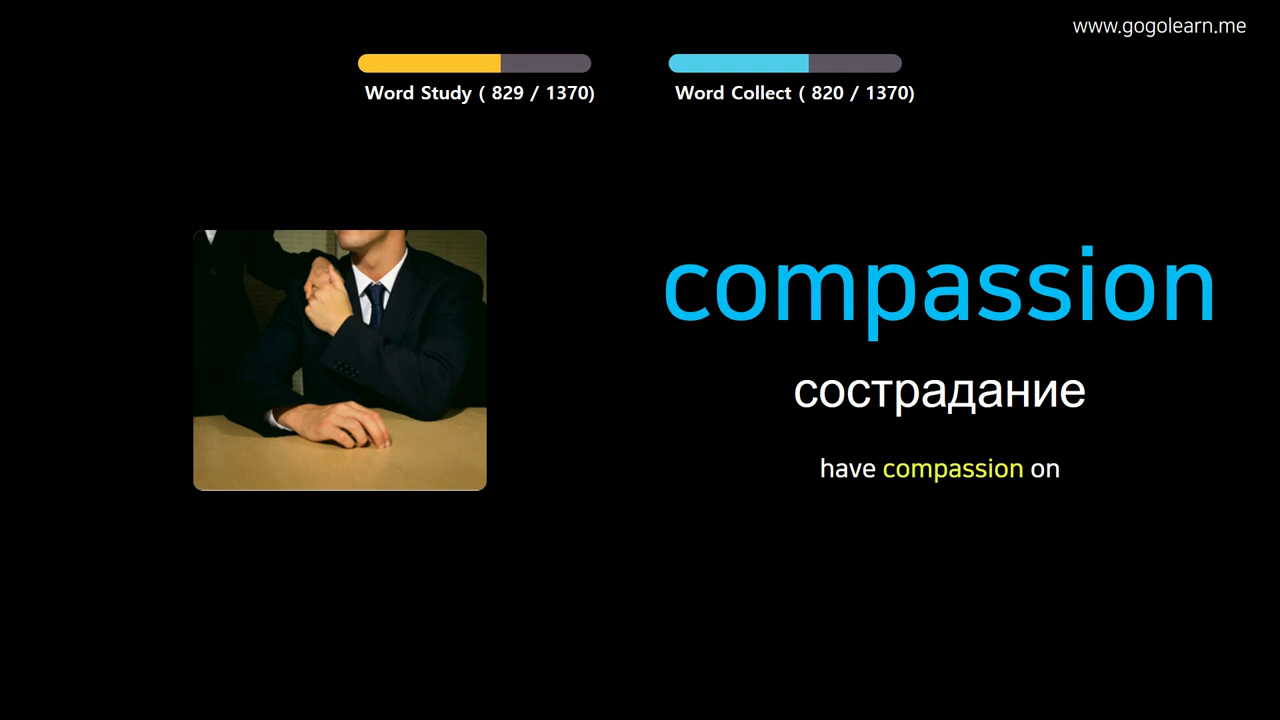 www.gogolearn.me
Word Study ( 829 / 1370)
Word Collect ( 820 / 1370)
compassion
сострадание
have compassion on